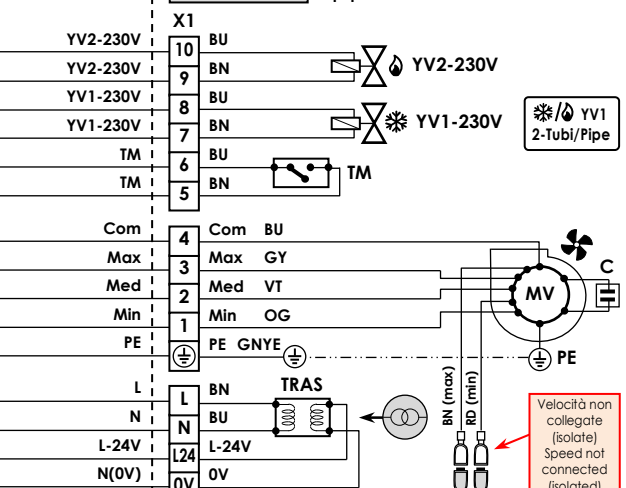 X1
YV2-230V 10 BU
YV2-230V 9 BN
YV2-230V
YV1-230V 8 BU
YV1-230V 7 BN
YV1-230V
/ YV1
2-Tubi/Pipe
TM 6 BU
TM 5 BN
TM
Com 4 Com BU
Max 3 Max GY
Med 2 Med VT
Min 1 Min OG
PE PE GNYE
MV
C
PE
BN (max)
RD (min)
L L BN
N N BU
L-24V L24 L-24V
N(0V) 0V 0V
TRAS
Velocità non
collegate
(isolate)
Speed not
connected
(isolated)